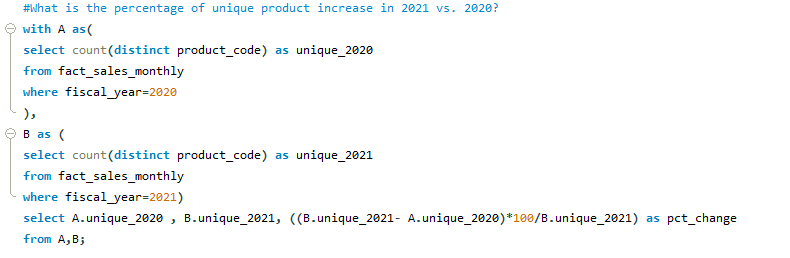 #What is the percentage of unique product increase in 2021 vs. 2020?
with A as(
select count(distinct product_code) as unique_2020
from fact_sales_monthly
where fiscal_year=2020
),
B as (
select count(distinct product_code) as unique_2021
from fact_sales_monthly
where fiscal_year=2021)
select A.unique_2020 , B.unique_2021, ((B.unique_2021- A.unique_2020)*100/B.unique_2021) as pct_change
from A,B;